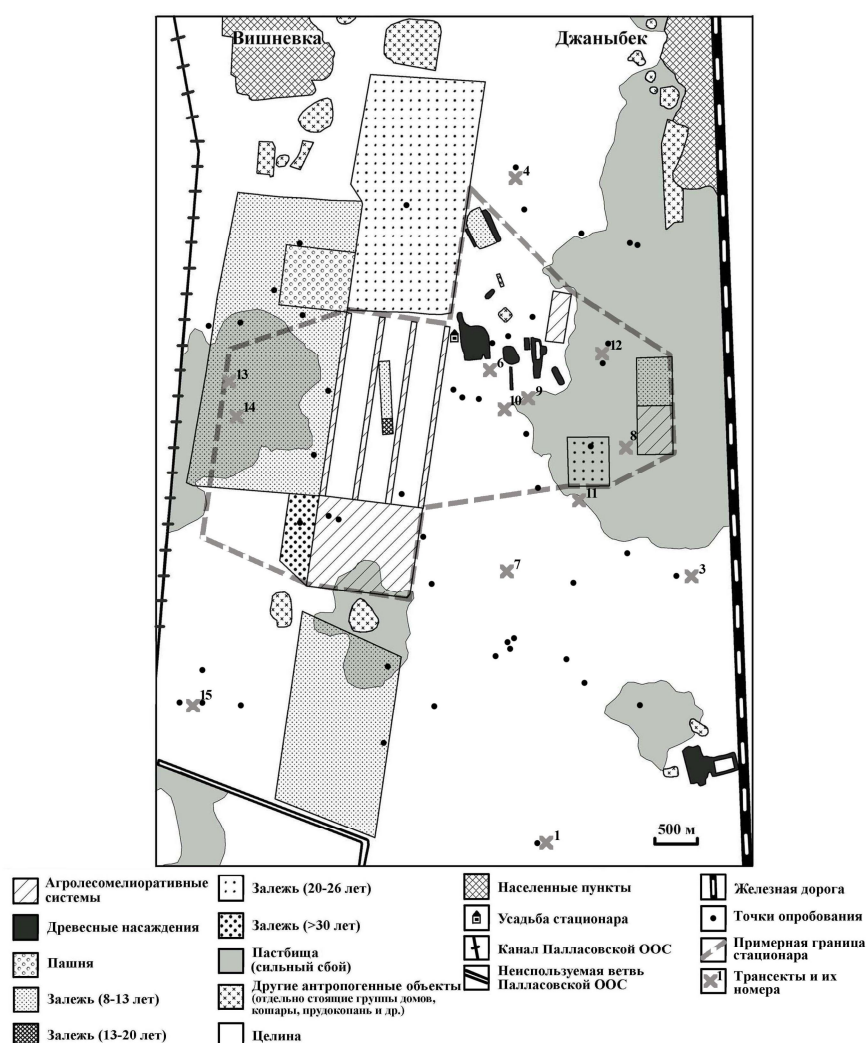 Вишневка
Джаныбек
4
12
6
13
9
10
14
8
11
7
3
15
1
500 м
Агролесомелиоративные
системы
Древесные насаждения
Пашня
Залежь (8-13 лет)
Залежь (13-20 лет)
Залежь (20-26 лет)
Залежь (>30 лет)
Пастбища
(сильный сбой)
Другие антропогенные объекты
(отдельно стоящие группы домов,
кошары, прудокопань и др.)
Целина
Населенные пункты
Усадьба стационара
Канал Палласовской ООС
Неиспользуемая ветвь
Палласовской ООС
Железная дорога
Точки опробования
Примерная граница
стационара
1
Трансекты и их
номера